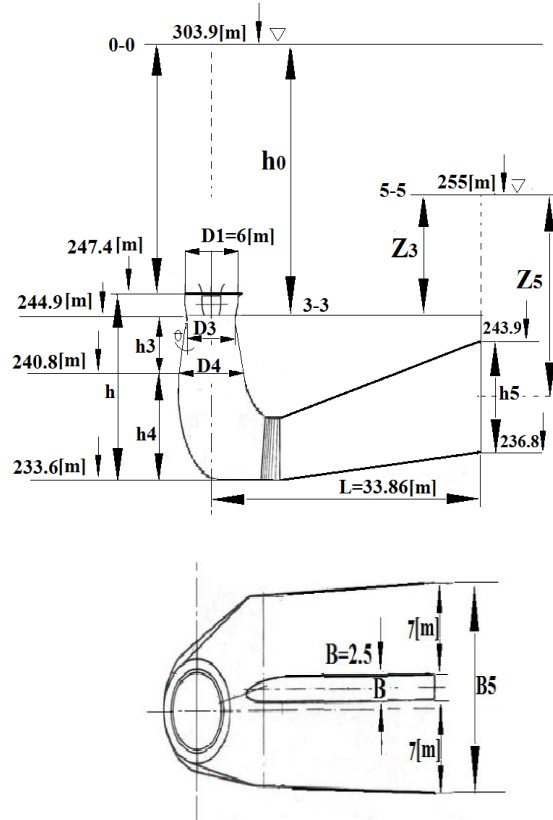 303.9[m]
0-0
h0
5-5
255[m]
D1=6[m]
Z3
247.4[m]
Z5
244.9[m]
3-3
D3
243.9
h3
240.8[m]
D4
h
h5
h4
236.8
233.6[m]
L=33.86[m]
7[m]
B=2.5
B
B5
7[m]